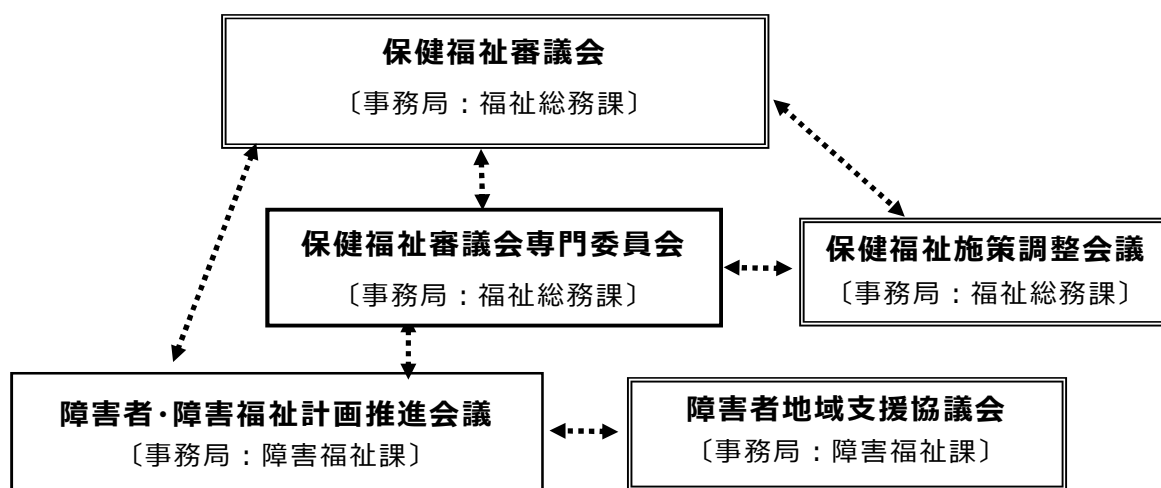 保健福祉審議会
〔事務局：福祉総務課〕
保健福祉審議会専門委員会
〔事務局：福祉総務課〕
保健福祉施策調整会議
〔事務局：福祉総務課〕
障害者･障害福祉計画推進会議
〔事務局：障害福祉課〕
障害者地域支援協議会
〔事務局：障害福祉課〕